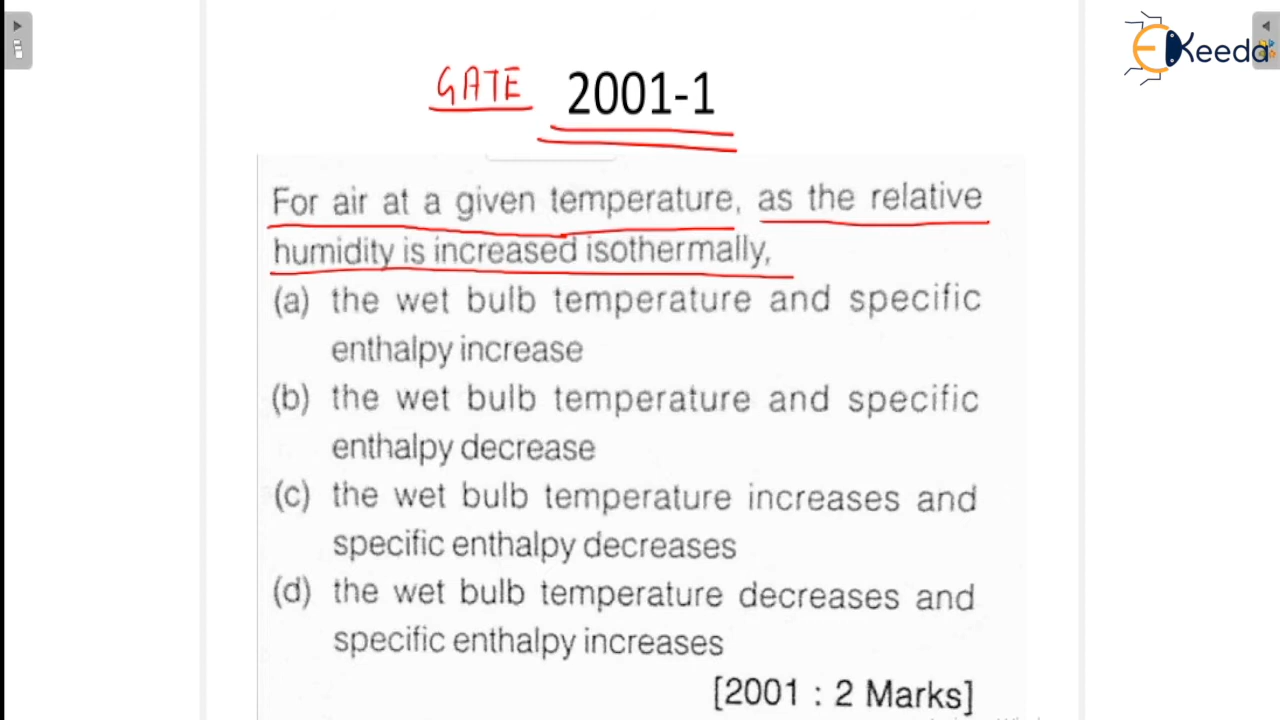 EKeeda
GATE 2001-1
For air at a given temperature, as the relative
humidity is increased isothermally,
(a) the wet bulb temperature and specific
enthalpy increase
(b) the wet bulb temperature and specific
enthalpy decrease
(c) the wet bulb temperature increases and
specific enthalpy decreases
(d) the wet bulb temperature decreases and
specific enthalpy increases
[2001 : 2 Marks]